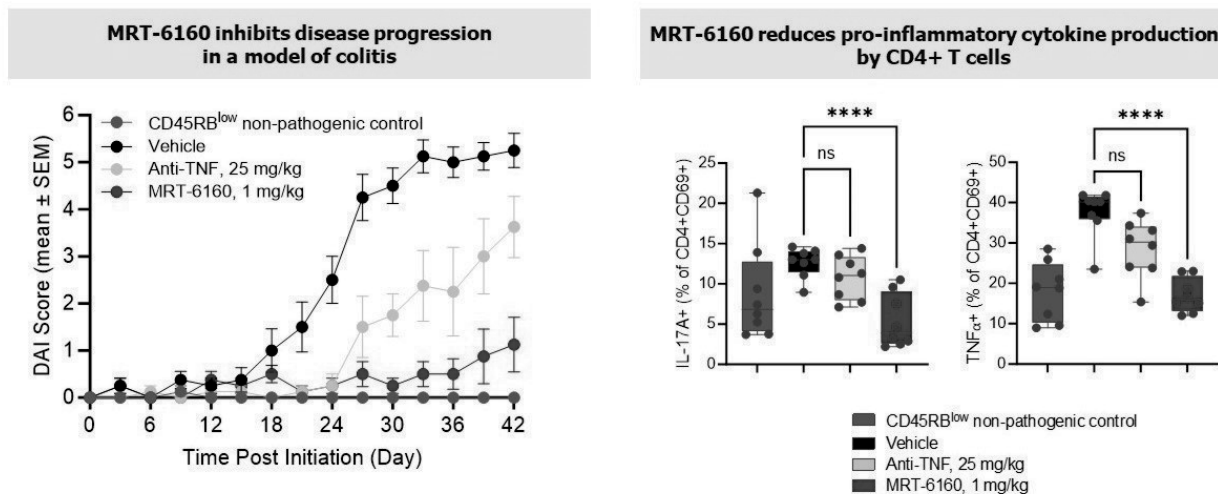 MRT-6160 inhibits disease progression
in a model of colitis
DAI Score (mean ± SEM)
6
5
4
3
2
1
0
CD45RBlow non-pathogenic control
Vehicle
Anti-TNF, 25 mg/kg
MRT-6160, 1 mg/kg
0 6 12 18 24 30 36 42
Time Post Initiation (Day)
MRT-6160 reduces pro-inflammatory cytokine production
by CD4+ T cells
IL-17A+ (% of CD4+CD69+)
25
20
15
10
5
0
****
ns
TNFα+ (% of CD4+CD69+)
50
40
30
20
10
0
****
ns
CD45RBlow non-pathogenic control
Vehicle
Anti-TNF, 25 mg/kg
MRT-6160, 1 mg/kg